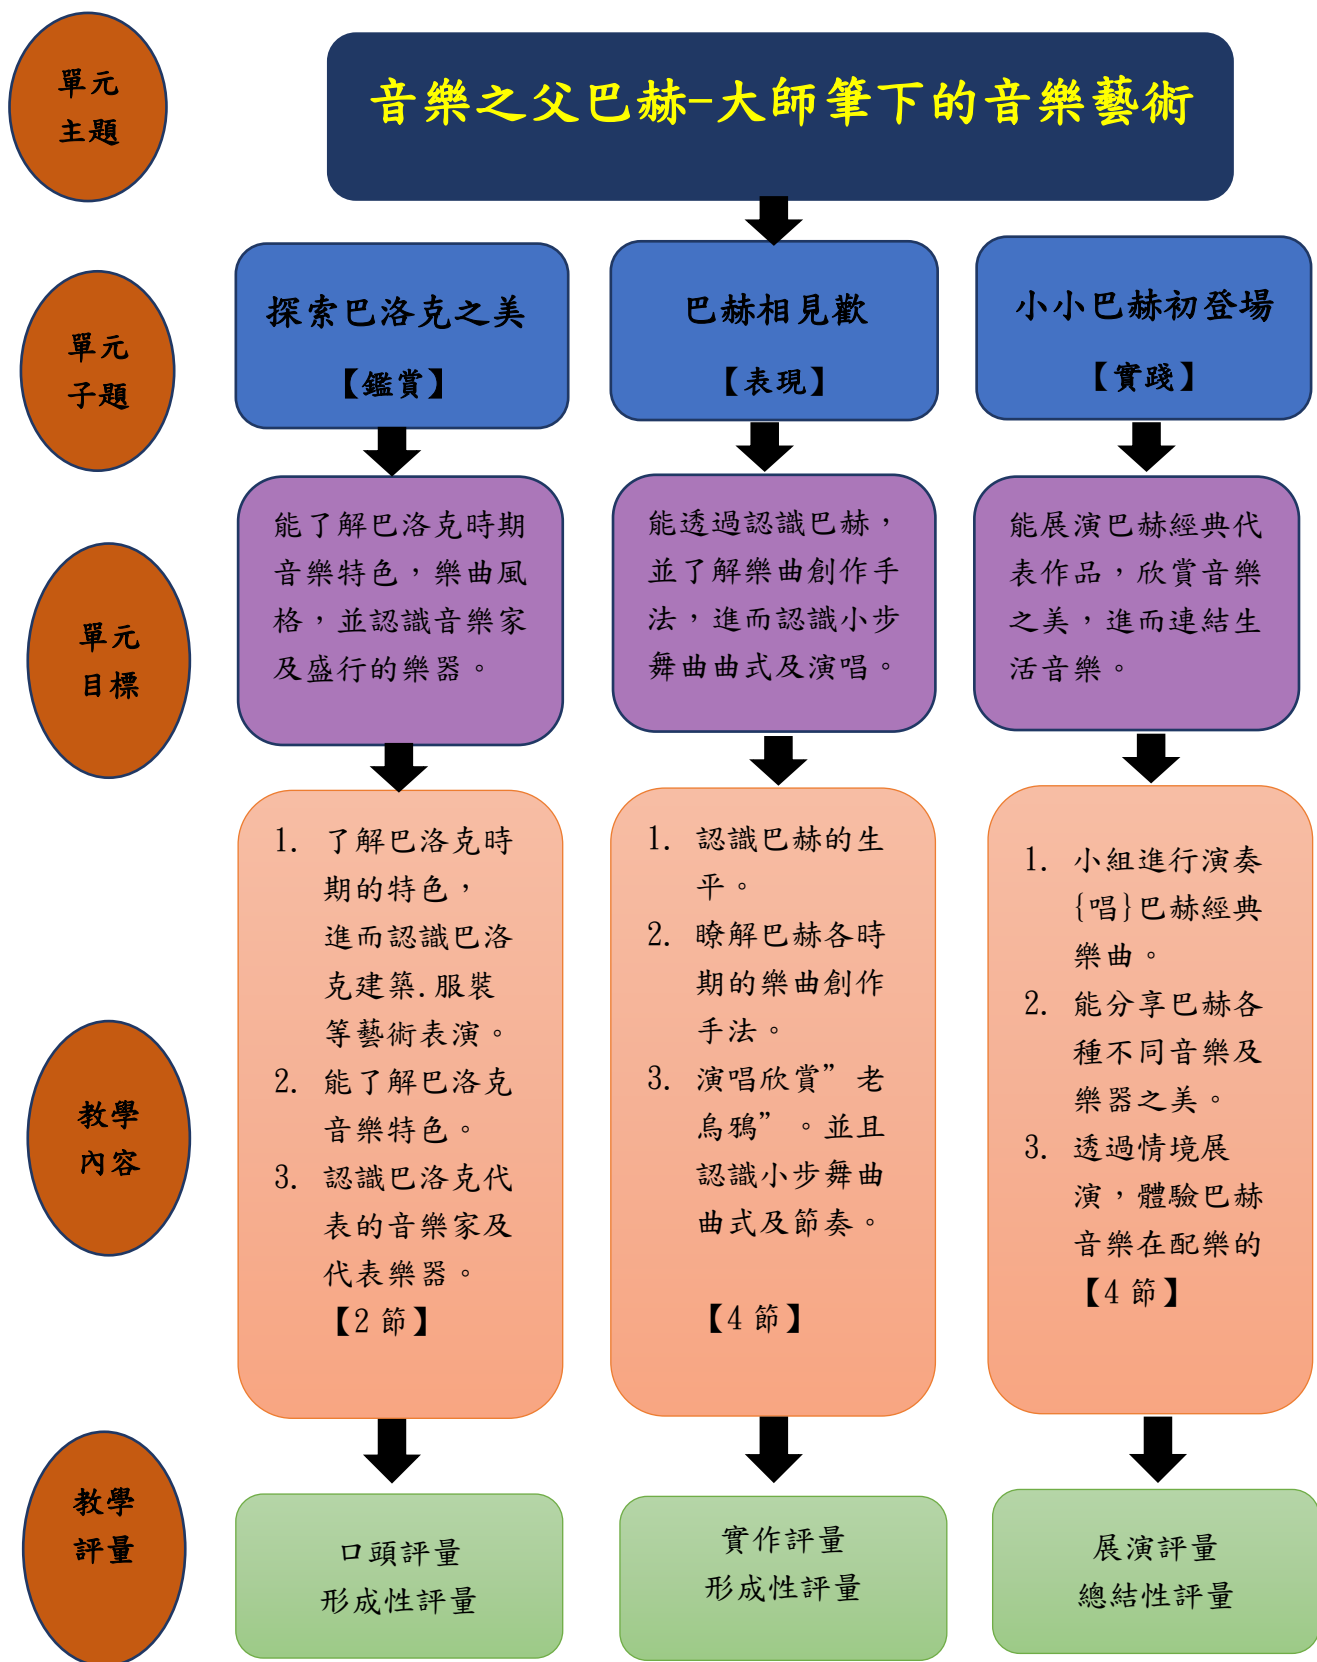 單元
主題
音樂之父巴赫-大師筆下的音樂藝術
單元
子題
探索巴洛克之美
【鑑賞】
巴赫相見歡
【表現】
小小巴赫初登場
【實踐】
單元
目標
能了解巴洛克時期
音樂特色，樂曲風
格，並認識音樂家
及盛行的樂器。
能透過認識巴赫，
並了解樂曲創作手
法，進而認識小步
舞曲曲式及演唱。
能展演巴赫經典代
表作品，欣賞音樂
之美，進而連結生
活音樂。
教學
內容
1. 了解巴洛克時
期的特色，
進而認識巴洛
克建築.服裝
等藝術表演。
2. 能了解巴洛克
音樂特色。
3. 認識巴洛克代
表的音樂家及
代表樂器。
【2 節】
1. 認識巴赫的生
平。
2. 瞭解巴赫各時
期的樂曲創作
手法。
3. 演唱欣賞”老
烏鴉”。並且
認識小步舞曲
曲式及節奏。
【4 節】
1. 小組進行演奏
{唱}巴赫經典
樂曲。
2. 能分享巴赫各
種不同音樂及
樂器之美。
3. 透過情境展
演，體驗巴赫
音樂在配樂的
【4 節】
教學
評量
口頭評量
形成性評量
實作評量
形成性評量
展演評量
總結性評量